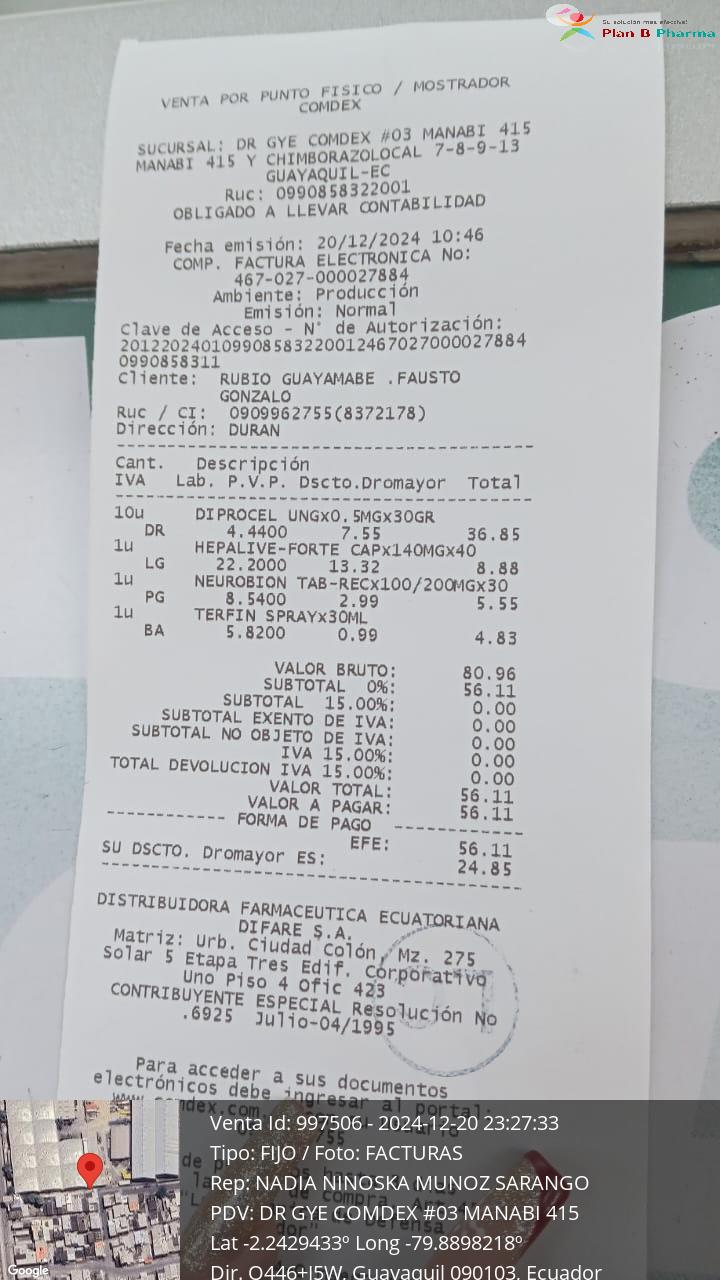 Su solución más efectiva!
Plan B Pharma
VENTA POR PUNTO FISICO / MOSTRADOR
COMDEX
SUCURSAL: DR GYE COMDEX #03 MANABI 415
MANABI 415 Y CHIMBORAZOLOCAL 7-8-9-13
GUAYAQUIL-EC
Ruc: 0990858322001
OBLIGADO A LLEVAR CONTABILIDAD
Fecha emisión: 20/12/2024 10:46
COMP. FACTURA ELECTRONICA No:
467-027-000027884
Ambiente: Producción
Emisión: Normal
Clave de Acceso - N° de Autorización:
201220240109908583220012467027000027884
0990858311
Cliente: RUBIO GUAYAMABE .FAUSTO
GONZALO
Ruc / CI: 0909962755(8372178)
Dirección: DURAN
Cant. Descripción
IVA Lab. P.V.P. Dscto.Dromayor Total
10u DIPROCEL UNGx0.5MGx30GR
DR 4.4400 7.55 36.85
1u HEPALIVE-FORTE CAPx140MGx40
LG 22.2000 13.32 8.88
1u NEUROBION TAB-RECx100/200MGx30
PG 8.5400 2.99 5.55
1u TERFIN SPRAYx30ML
BA 5.8200 0.99 4.83
VALOR BRUTO: 80.96
SUBTOTAL 0%: 56.11
SUBTOTAL 15.00%: 0.00
SUBTOTAL EXENTO DE IVA: 0.00
SUBTOTAL NO OBJETO DE IVA: 0.00
IVA 15.00%: 0.00
TOTAL DEVOLUCION IVA 15.00%: 0.00
VALOR TOTAL: 56.11
VALOR A PAGAR: 56.11
------------ FORMA DE PAGO ------------
EFE: 56.11
SU DSCTO. Dromayor ES: 24.85
DISTRIBUIDORA FARMACEUTICA ECUATORIANA
DIFARE S.A.
Matriz: Urb. Ciudad Colón, Mz. 275
Solar 5 Etapa Tres Edif. Corporativo
Uno Piso 4 Ofic 423
CONTRIBUYENTE ESPECIAL Resolución No
.6925 Julio-04/1995
Para acceder a sus documentos
electrónicos debe ingresar al portal:
Venta Id: 997506 - 2024-12-20 23:27:33
Tipo: FIJO / Foto: FACTURAS
Rep: NADIA NINOSKA MUNOZ SARANGO
PDV: DR GYE COMDEX #03 MANABI 415
Lat -2.2429433º Long -79.8898218º
Dir. Q446+J5W, Guayaquil 090103, Ecuador
Google